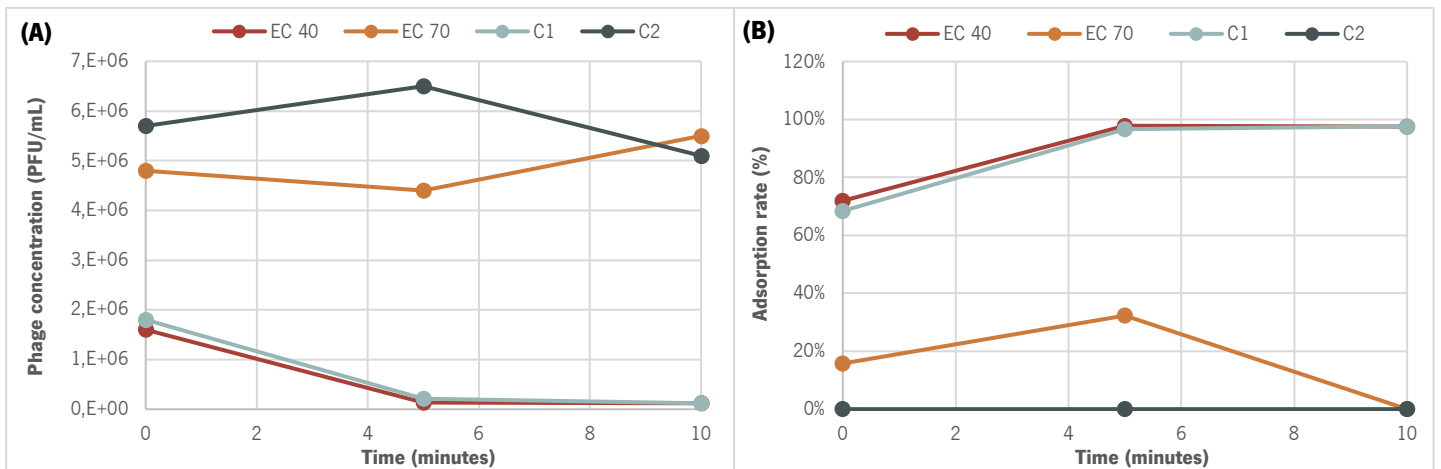 (A)
EC 40 EC 70 C1 C2
Phage concentration (PFU/mL)
7,E+06
6,E+06
5,E+06
4,E+06
3,E+06
2,E+06
1,E+06
0,E+00
0 2 4 6 8 10
Time (minutes)
(B)
EC 40 EC 70 C1 C2
Adsorption rate (%)
120%
100%
80%
60%
40%
20%
0%
0 2 4 6 8 10
Time (minutes)